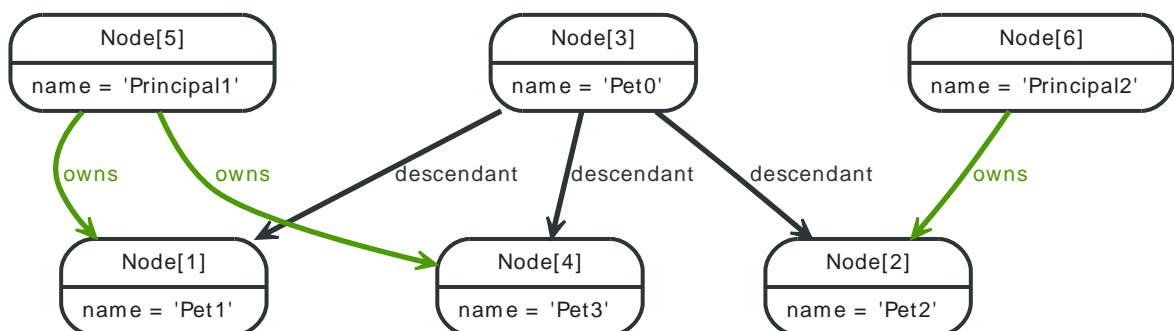 Node[5]
name = 'Principal1'
Node[3]
name = 'Pet0'
Node[6]
name = 'Principal2'
owns
owns
descendant
descendant
descendant
owns
Node[1]
name = 'Pet1'
Node[4]
name = 'Pet3'
Node[2]
name = 'Pet2'